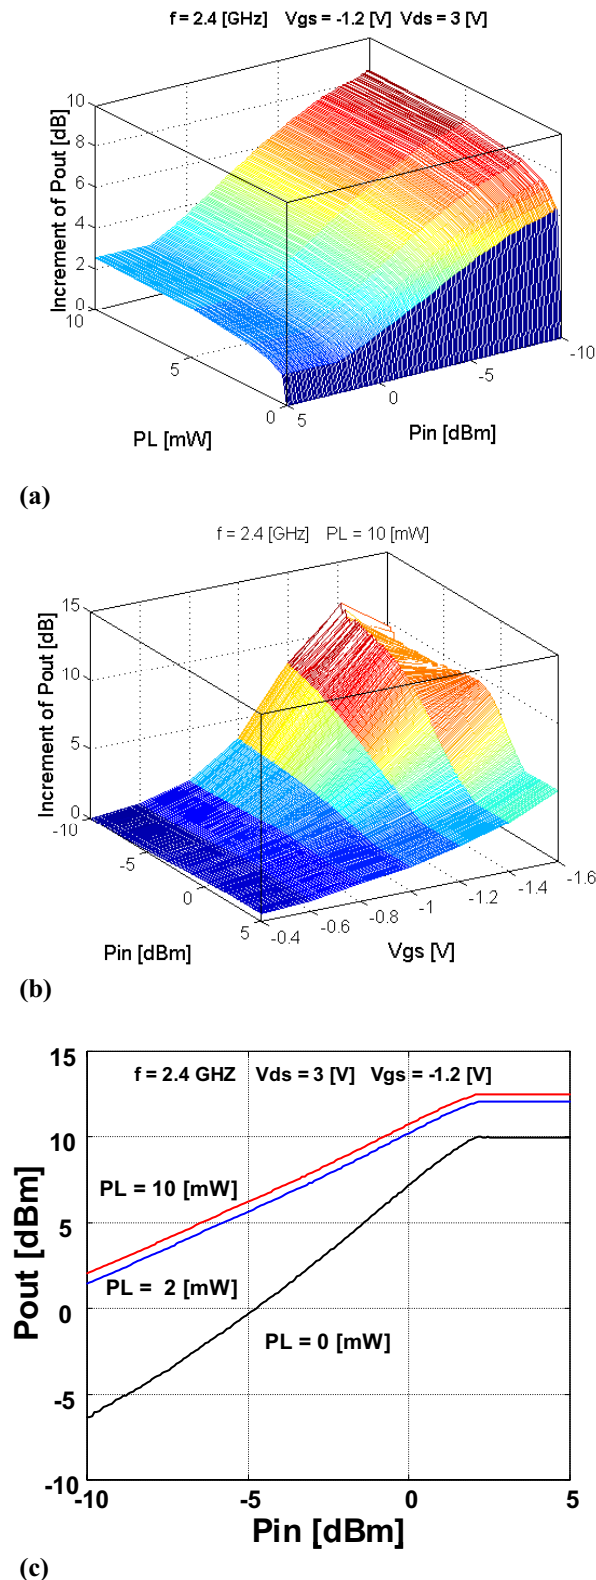 f = 2.4 [GHz] Vgs = -1.2 [V] Vds = 3 [V]
Increment of Pout [dB]
10
8
6
4
2
0
10
5
0
PL [mW]
5
0
-5
-10
Pin [dBm]
(a)
f = 2.4 [GHz] PL = 10 [mW]
Increment of Pout [dB]
15
10
5
0
-10
-5
0
5
Pin [dBm]
-0.4
-0.6
-0.8
-1
-1.2
-1.4
-1.6
Vgs [V]
(b)
f = 2.4 GHZ Vds = 3 [V] Vgs = -1.2 [V]
Pout [dBm]
15
10
5
0
-5
-10
PL = 10 [mW]
PL = 2 [mW]
PL = 0 [mW]
-10
-5
0
5
Pin [dBm]
(c)